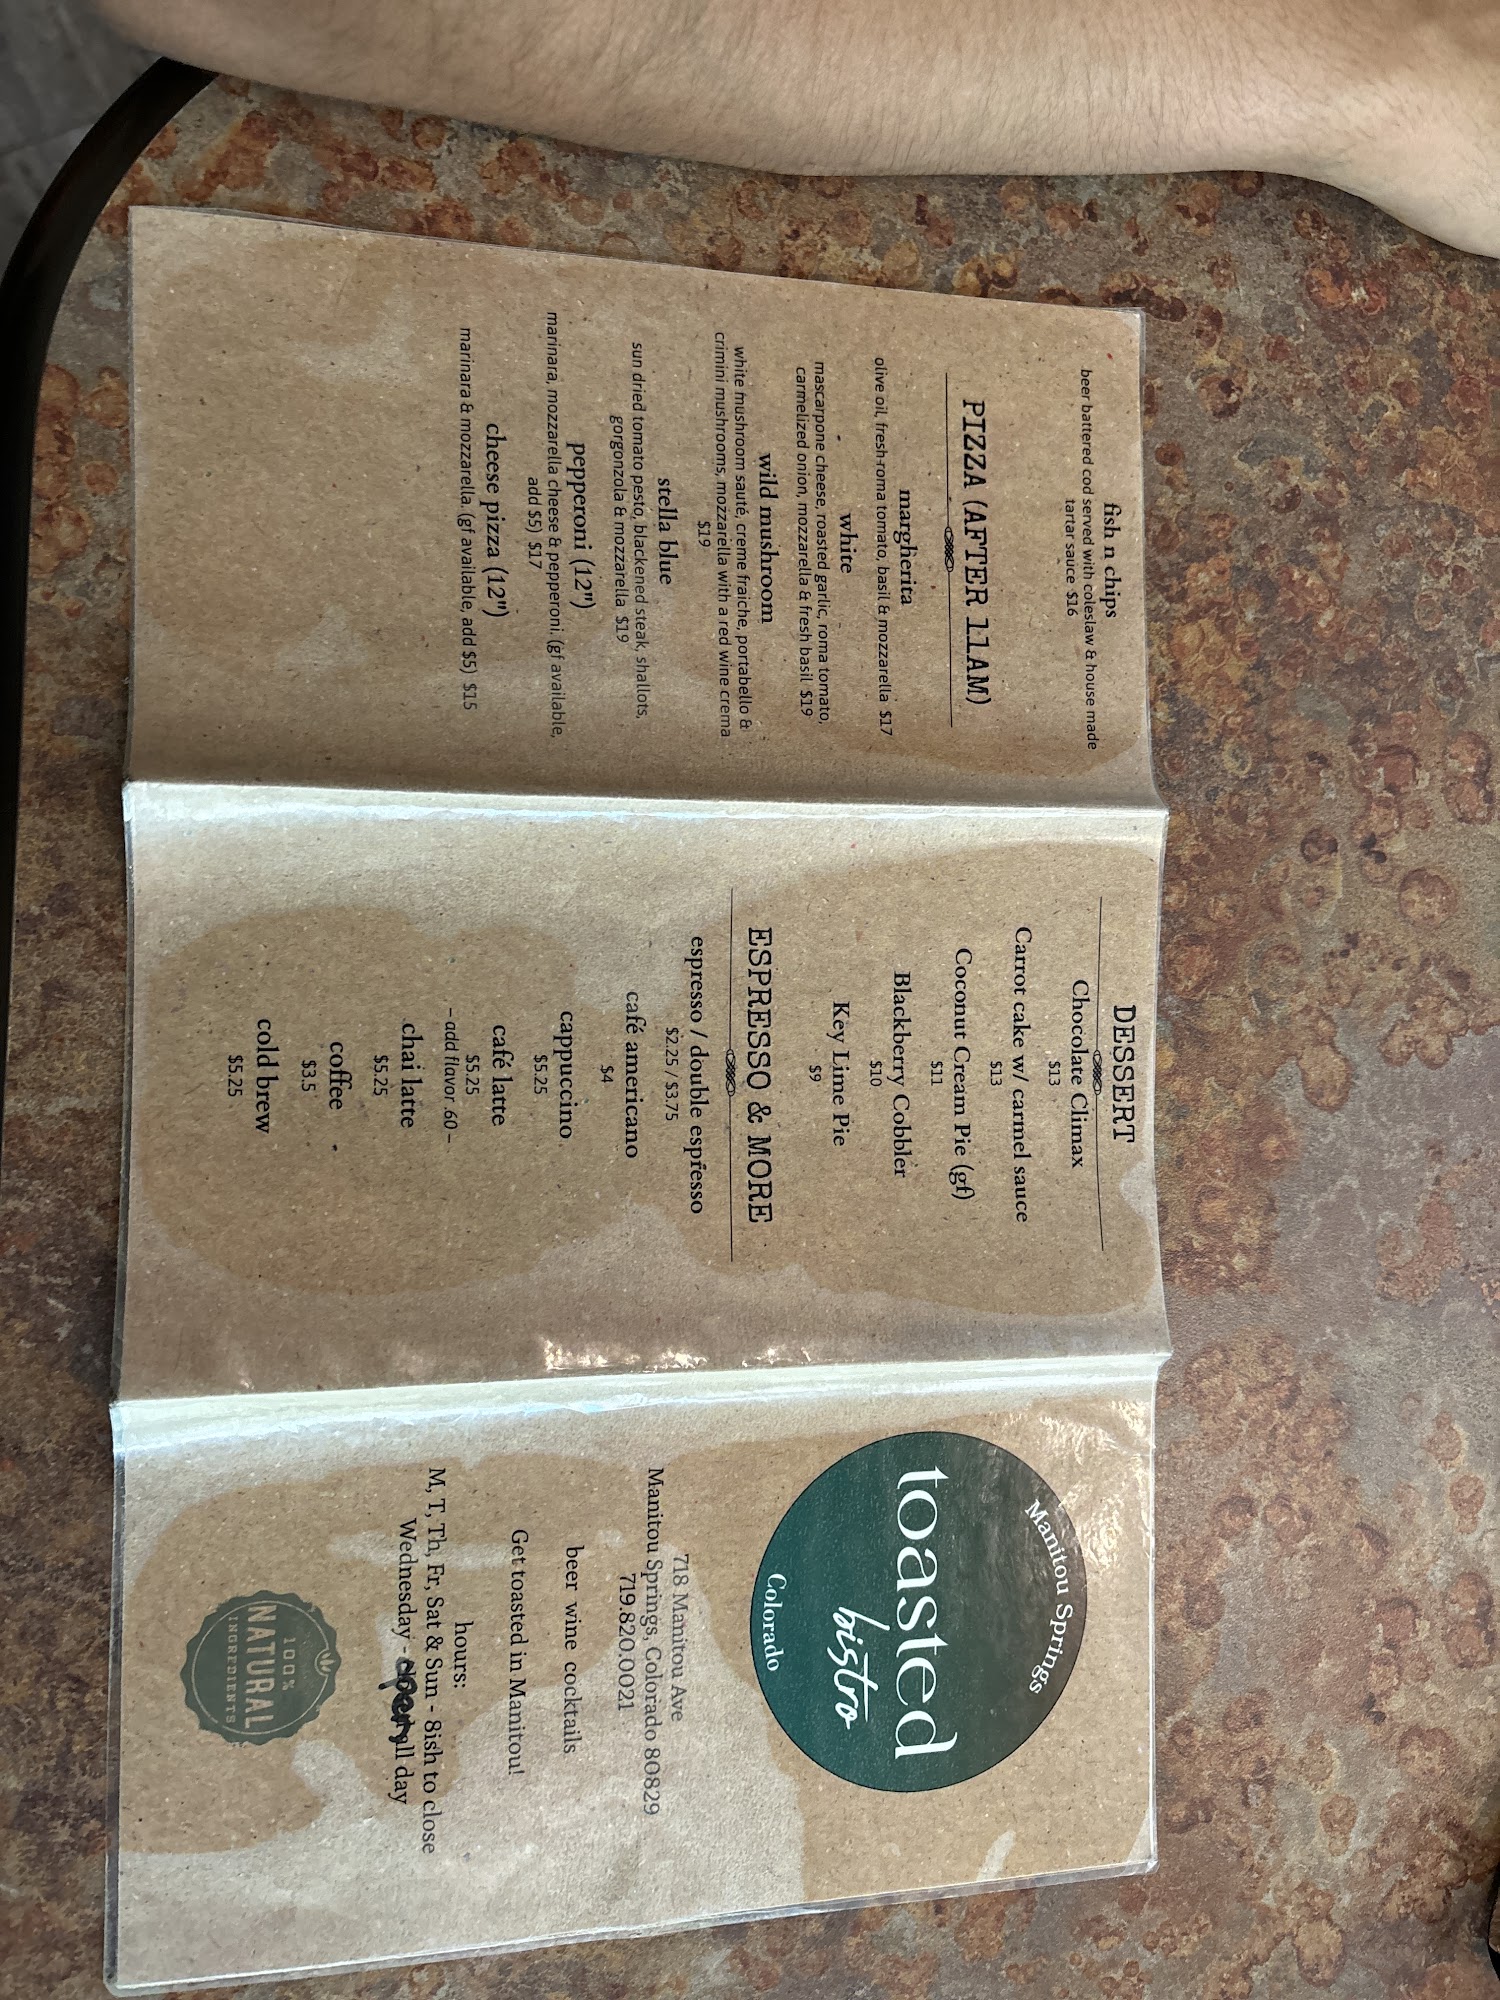 fish n chips
beer battered cod served with coleslaw & house made
tartar sauce $16
PIZZA (AFTER 11AM)
margherita
olive oil, fresh roma tomato, basil & mozzarella $17
white
mascarpone cheese, roasted garlic, roma tomato,
carmelized onion, mozzarella & fresh basil $19
wild mushroom
white mushroom sauté, creme fraiche, portabello &
crimini mushrooms, mozzarella with a red wine crema
$19
stella blue
sun dried tomato pesto, blackened steak, shallots,
gorgonzola & mozzarella $19
pepperoni (12")
marinara, mozzarella cheese & pepperoni. (gf available,
add $5) $17
cheese pizza (12")
marinara & mozzarella. (gf available, add $5) $15
DESSERT
Chocolate Climax
$13
Carrot cake w/ carmel sauce
$13
Coconut Cream Pie (gf)
$11
Blackberry Cobbler
$10
Key Lime Pie
$9
ESPRESSO & MORE
espresso / double espresso
$2.25 / $3.75
café americano
$4
cappuccino
$5.25
café latte
$5.25
– add flavor .60 –
chai latte
$5.25
coffee
$3.5
cold brew
$5.25
Manitou Springs
toasted
bistro
Colorado
718 Manitou Ave
Manitou Springs, Colorado 80829
719.820.0021
beer wine cocktails
Get toasted in Manitou!
hours:
M, T, Th, Fr, Sat & Sun - 8ish to close
Wednesday - open all day
100%
NATURAL
INGREDIENTS